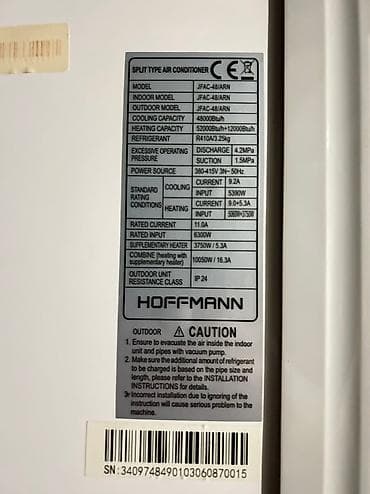 SPLIT TYPE AIR CONDITIONER CE
MODEL JFAC-48/ARN
INDOOR MODEL JFAC-48/ARN
OUTDOOR MODEL JFAC-48/ARN
COOLING CAPACITY 48000Btu/h
HEATING CAPACITY 52000Btu/h+12000Btu/h
REFRIGERANT R410A/3.25kg
EXCESSIVE OPERATING PRESSURE DISCHARGE 4.2MPa
SUCTION 1.5MPa
POWER SOURCE 380-415V 3N~ 50Hz
STANDARD RATING CONDITIONS COOLING CURRENT 9.2A
INPUT 5390W
HEATING CURRENT 9.0+5.3A
INPUT 5060W+3750W
RATED CURRENT 11.0A
RATED INPUT 6300W
SUPPLEMENTARY HEATER 3750W / 5.3A
COMBINE (heating with supplementary heater) 10050W / 16.3A
OUTDOOR UNIT RESISTANCE CLASS IP 24
HOFFMANN
OUTDOOR CAUTION
1. Ensure to evacuate the air inside the indoor
unit and pipes with vacuum pump.
2. Make sure the additional amount of refrigerant
to be charged is based on the pipe size and
length, please refer to the INSTALLATION
INSTRUCTIONS for details.
3. Incorrect installation due to ignoring of the
instruction will cause serious problem to the
machine.
SN:3409748490103060870015